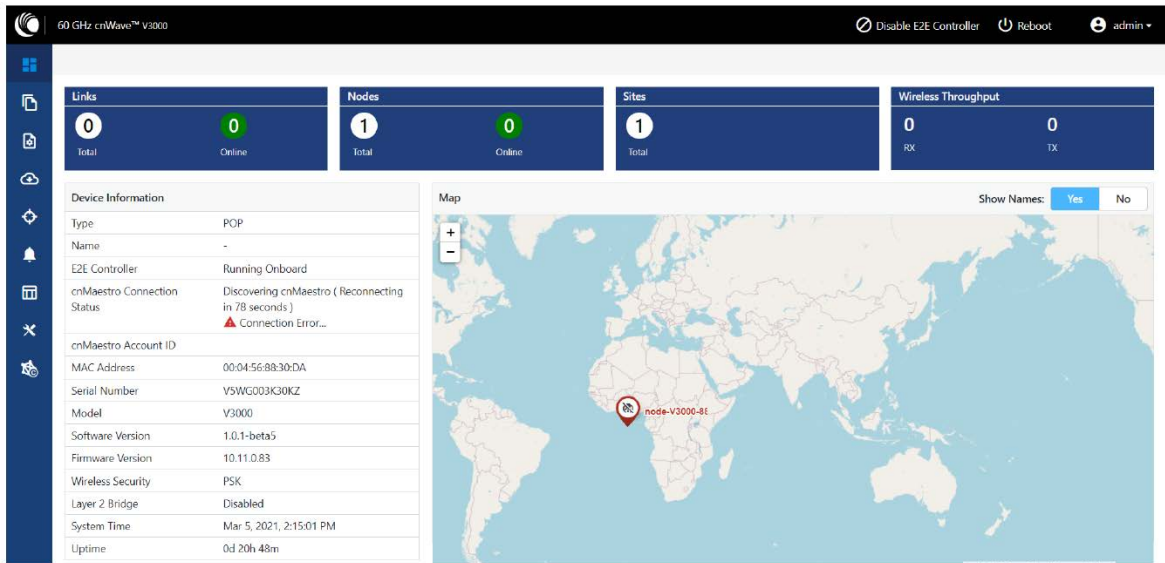 60 GHz cnWave™ V3000
Disable E2E Controller
Reboot
admin
Links
Nodes
Sites
Wireless Throughput
0
0
1
0
1
0
0
Total
Online
Total
Online
Total
RX
TX
Device Information
Map
Show Names:
Yes
No
+
−
Type POP
Name -
E2E Controller Running Onboard
cnMaestro Connection Discovering cnMaestro ( Reconnecting
Status in 78 seconds )
Connection Error...
cnMaestro Account ID
MAC Address 00:04:56:88:30:DA
Serial Number V5WG003K30KZ
Model V3000
Software Version 1.0.1-beta5
Firmware Version 10.11.0.83
Wireless Security PSK
Layer 2 Bridge Disabled
System Time Mar 5, 2021, 2:15:01 PM
Uptime 0d 20h 48m
node-V3000-88